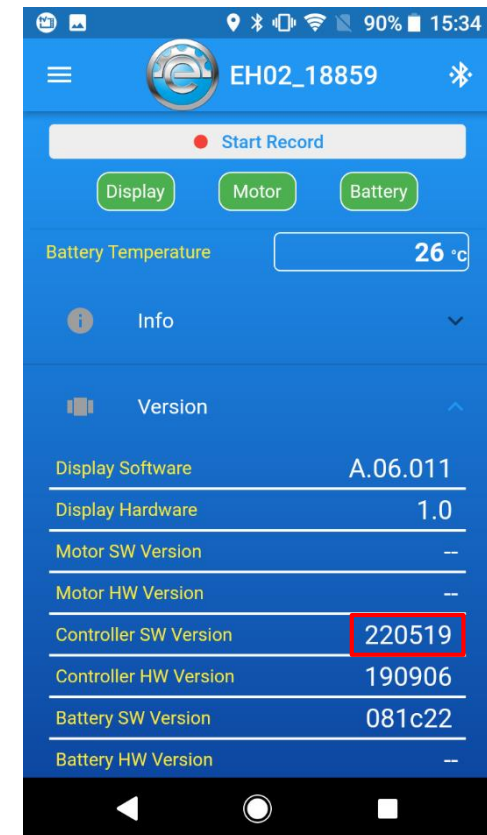 90% 15:34
EH02_18859
Start Record
Display Motor Battery
Battery Temperature 26 °C
Info
Version
Display Software A.06.011
Display Hardware 1.0
Motor SW Version --
Motor HW Version --
Controller SW Version 220519
Controller HW Version 190906
Battery SW Version 081c22
Battery HW Version --